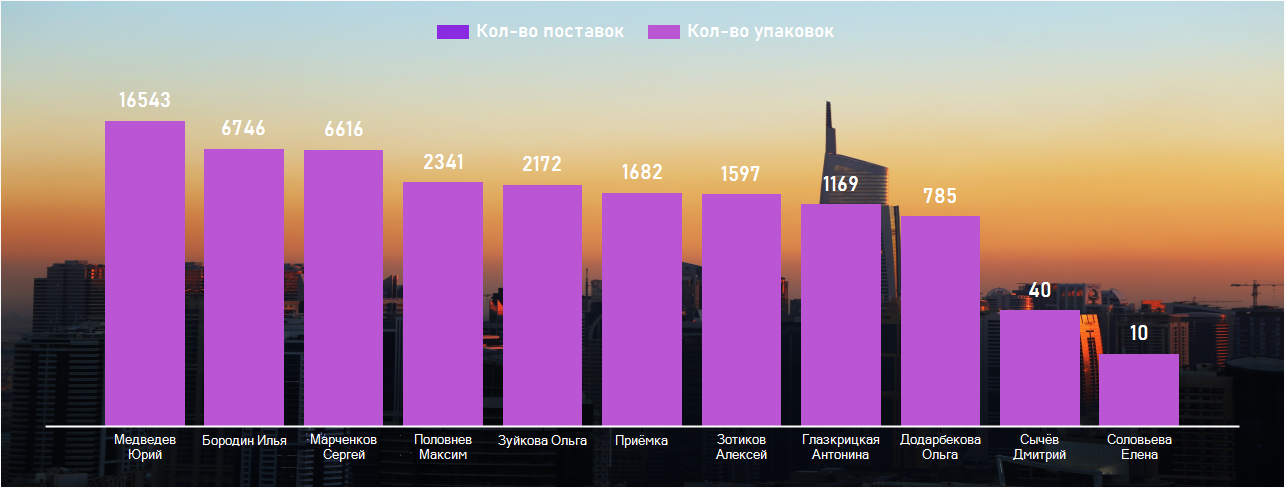 Кол-во поставок Кол-во упаковок
16543
6746
6616
2341
2172
1682
1597
1169
785
40
10
Медведев
Юрий
Бородин Илья
Марченков
Сергей
Половнев
Максим
Зуйкова Ольга
Приёмка
Зотиков
Алексей
Глазкрицкая
Антонина
Додарбекова
Ольга
Сычёв
Дмитрий
Соловьева
Елена